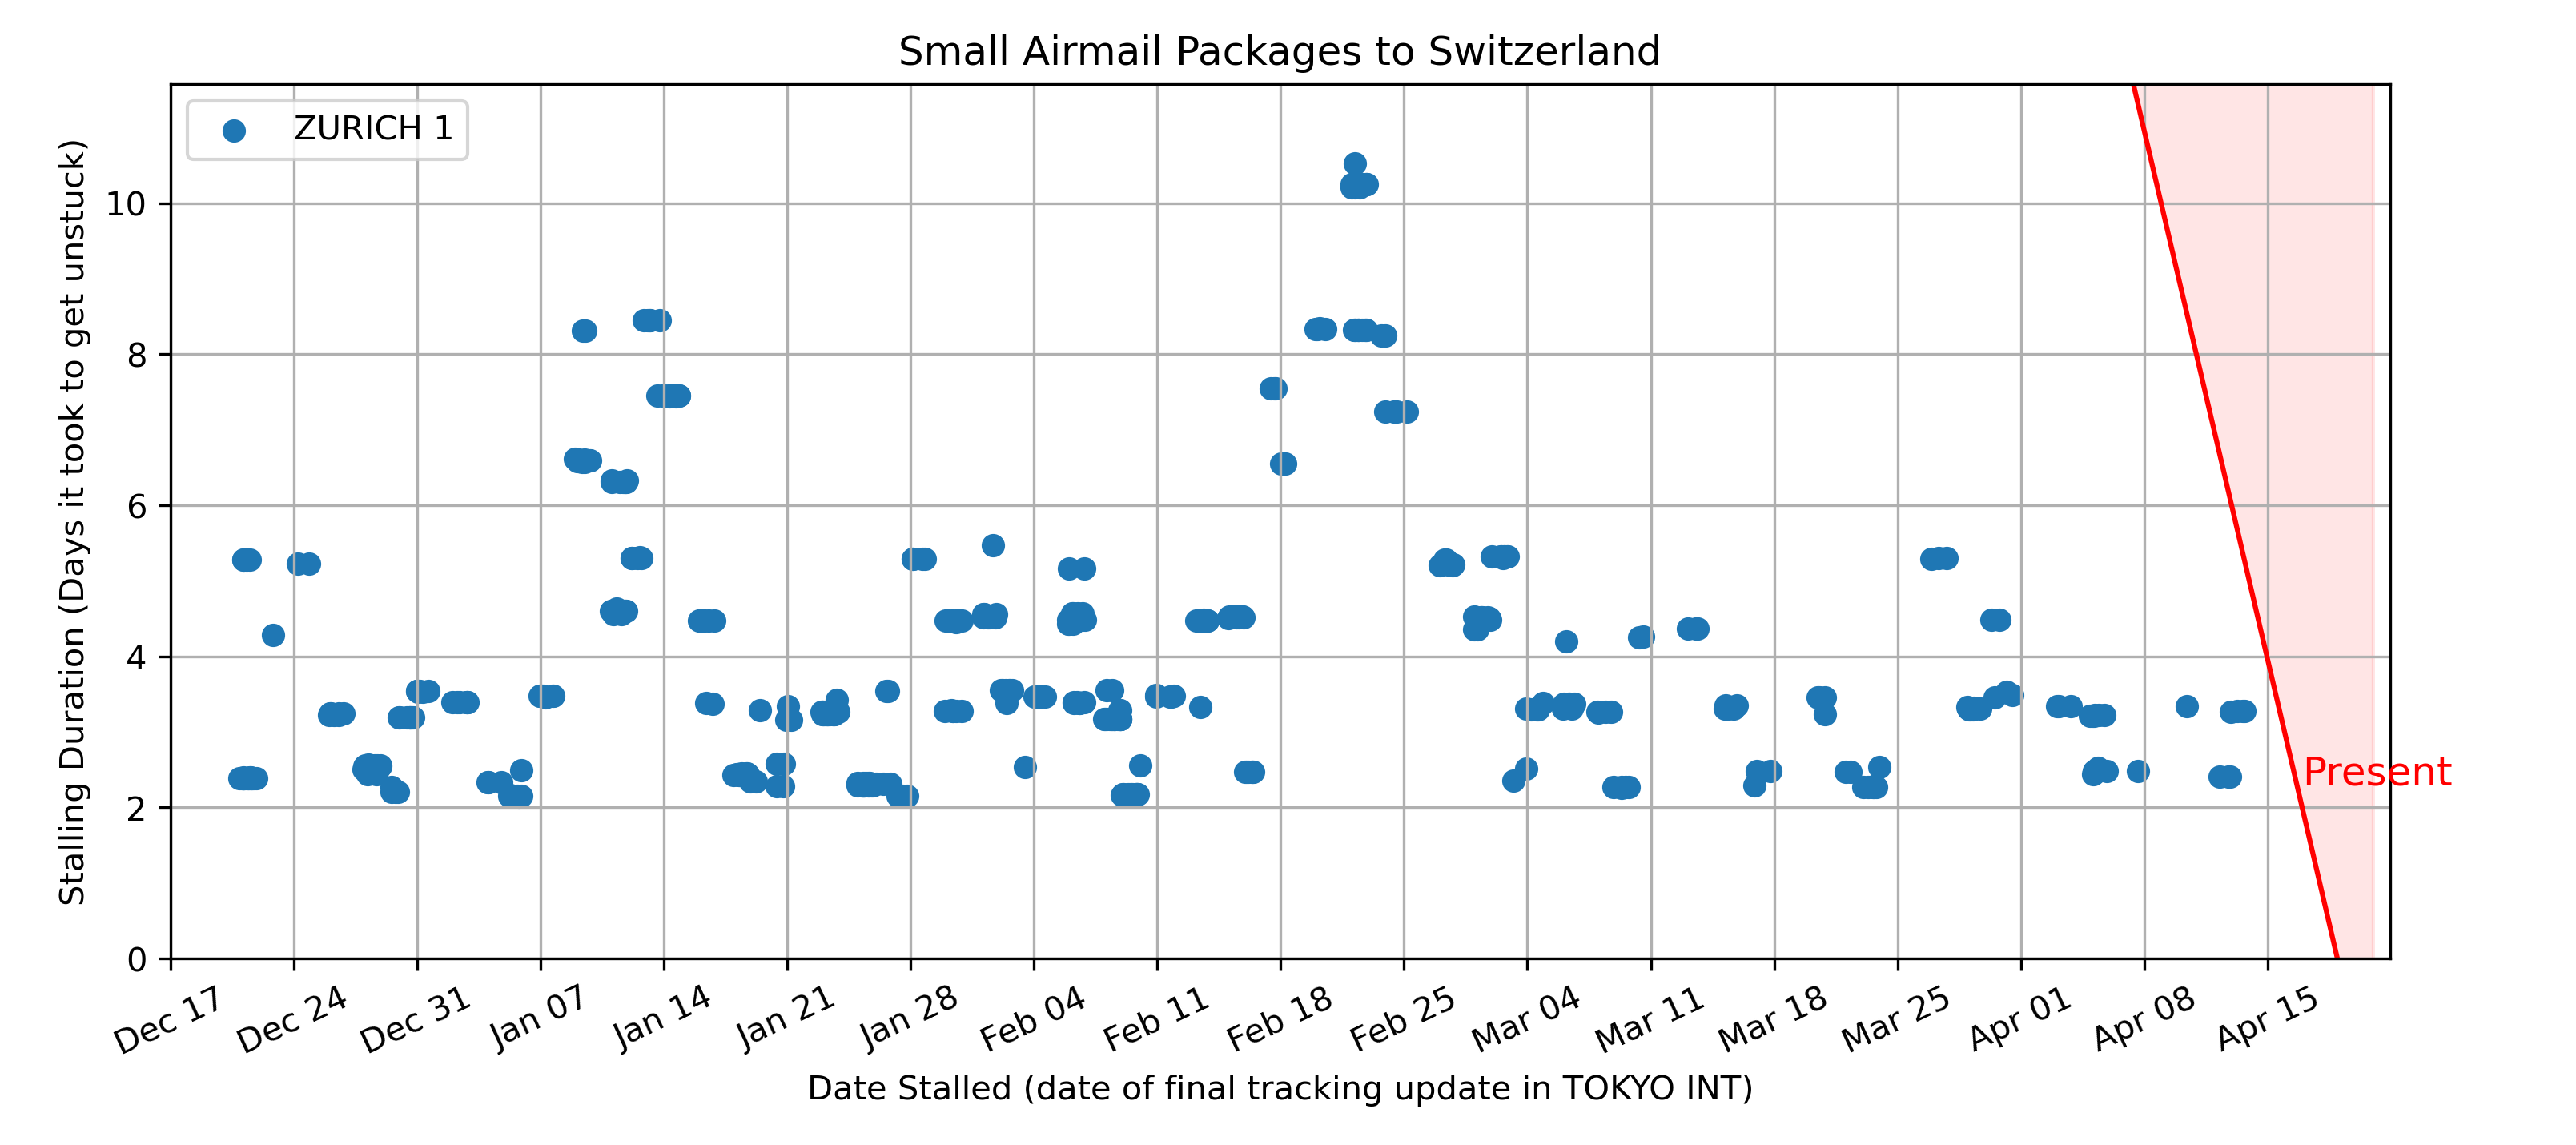 Small Airmail Packages to Switzerland
ZURICH 1
Stalling Duration (Days it took to get unstuck)
10
8
6
4
2
0
Present
Dec 17
Dec 24
Dec 31
Jan 07
Jan 14
Jan 21
Jan 28
Feb 04
Feb 11
Feb 18
Feb 25
Mar 04
Mar 11
Mar 18
Mar 25
Apr 01
Apr 08
Apr 15
Date Stalled (date of final tracking update in TOKYO INT)